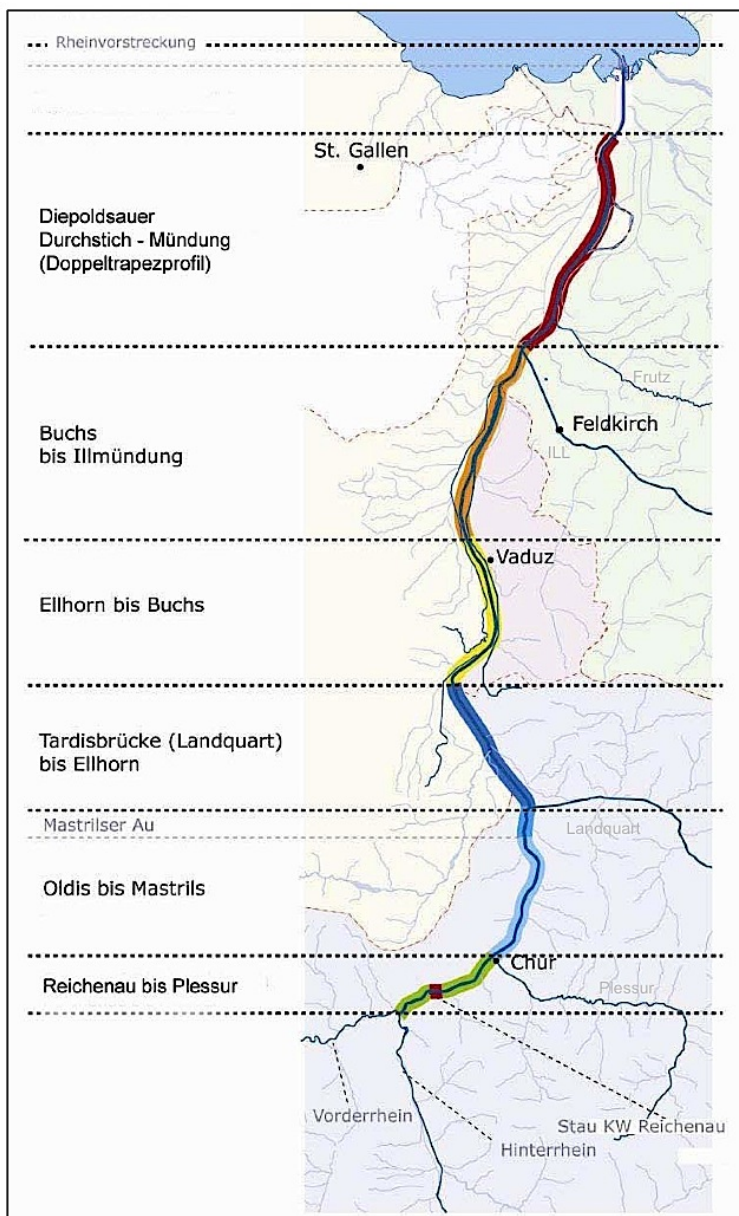 Rheinvorstreckung
St. Gallen
Diepoldsauer
Durchstich - Mündung
(Doppeltrapezprofil)
Frutz
Feldkirch
Buchs
bis Illmündung
ILL
Vaduz
Ellhorn bis Buchs
Tardisbrücke (Landquart)
bis Ellhorn
Mastrilser Au
Landquart
Oldis bis Mastrils
Chur
Reichenau bis Plessur
Plessur
Vorderrhein
Stau KW Reichenau
Hinterrhein